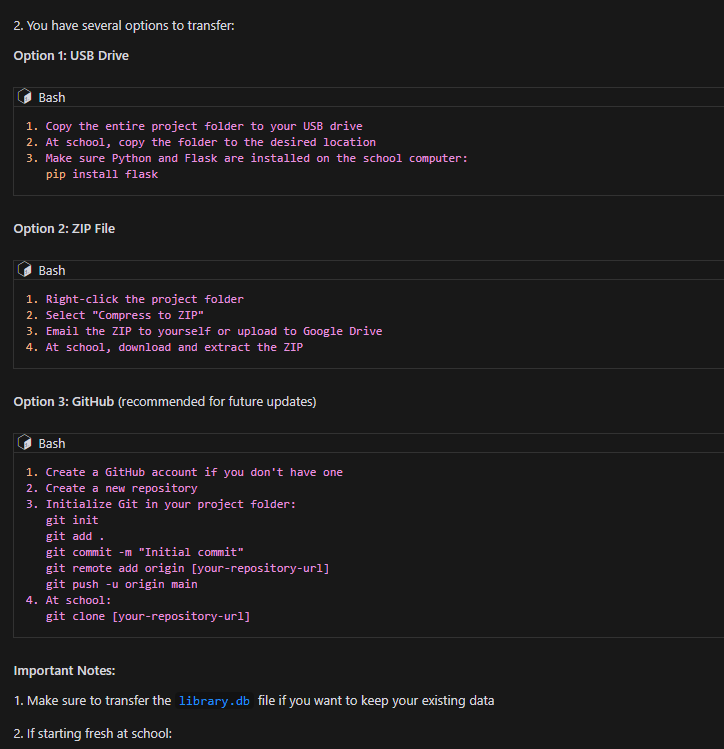 2. You have several options to transfer:
Option 1: USB Drive
Bash
1. Copy the entire project folder to your USB drive
2. At school, copy the folder to the desired location
3. Make sure Python and Flask are installed on the school computer:
pip install flask
Option 2: ZIP File
Bash
1. Right-click the project folder
2. Select "Compress to ZIP"
3. Email the ZIP to yourself or upload to Google Drive
4. At school, download and extract the ZIP
Option 3: GitHub (recommended for future updates)
Bash
1. Create a GitHub account if you don't have one
2. Create a new repository
3. Initialize Git in your project folder:
git init
git add .
git commit -m "Initial commit"
git remote add origin [your-repository-url]
git push -u origin main
4. At school:
git clone [your-repository-url]
Important Notes:
1. Make sure to transfer the library.db file if you want to keep your existing data
2. If starting fresh at school: